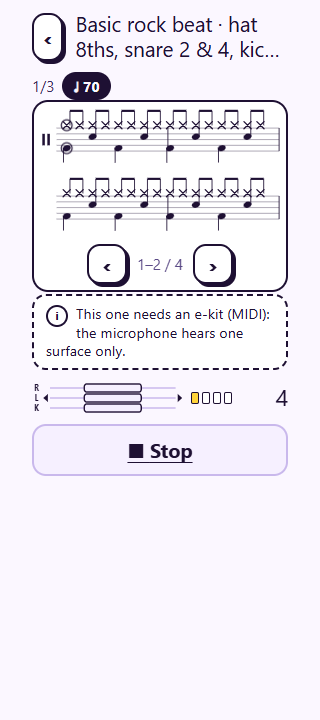 Basic rock beat · hat
8ths, snare 2 & 4, kic…
1/3 ♩ 70
1–2 / 4
i This one needs an e-kit (MIDI):
the microphone hears one
surface only.
R
L
K
4
Stop